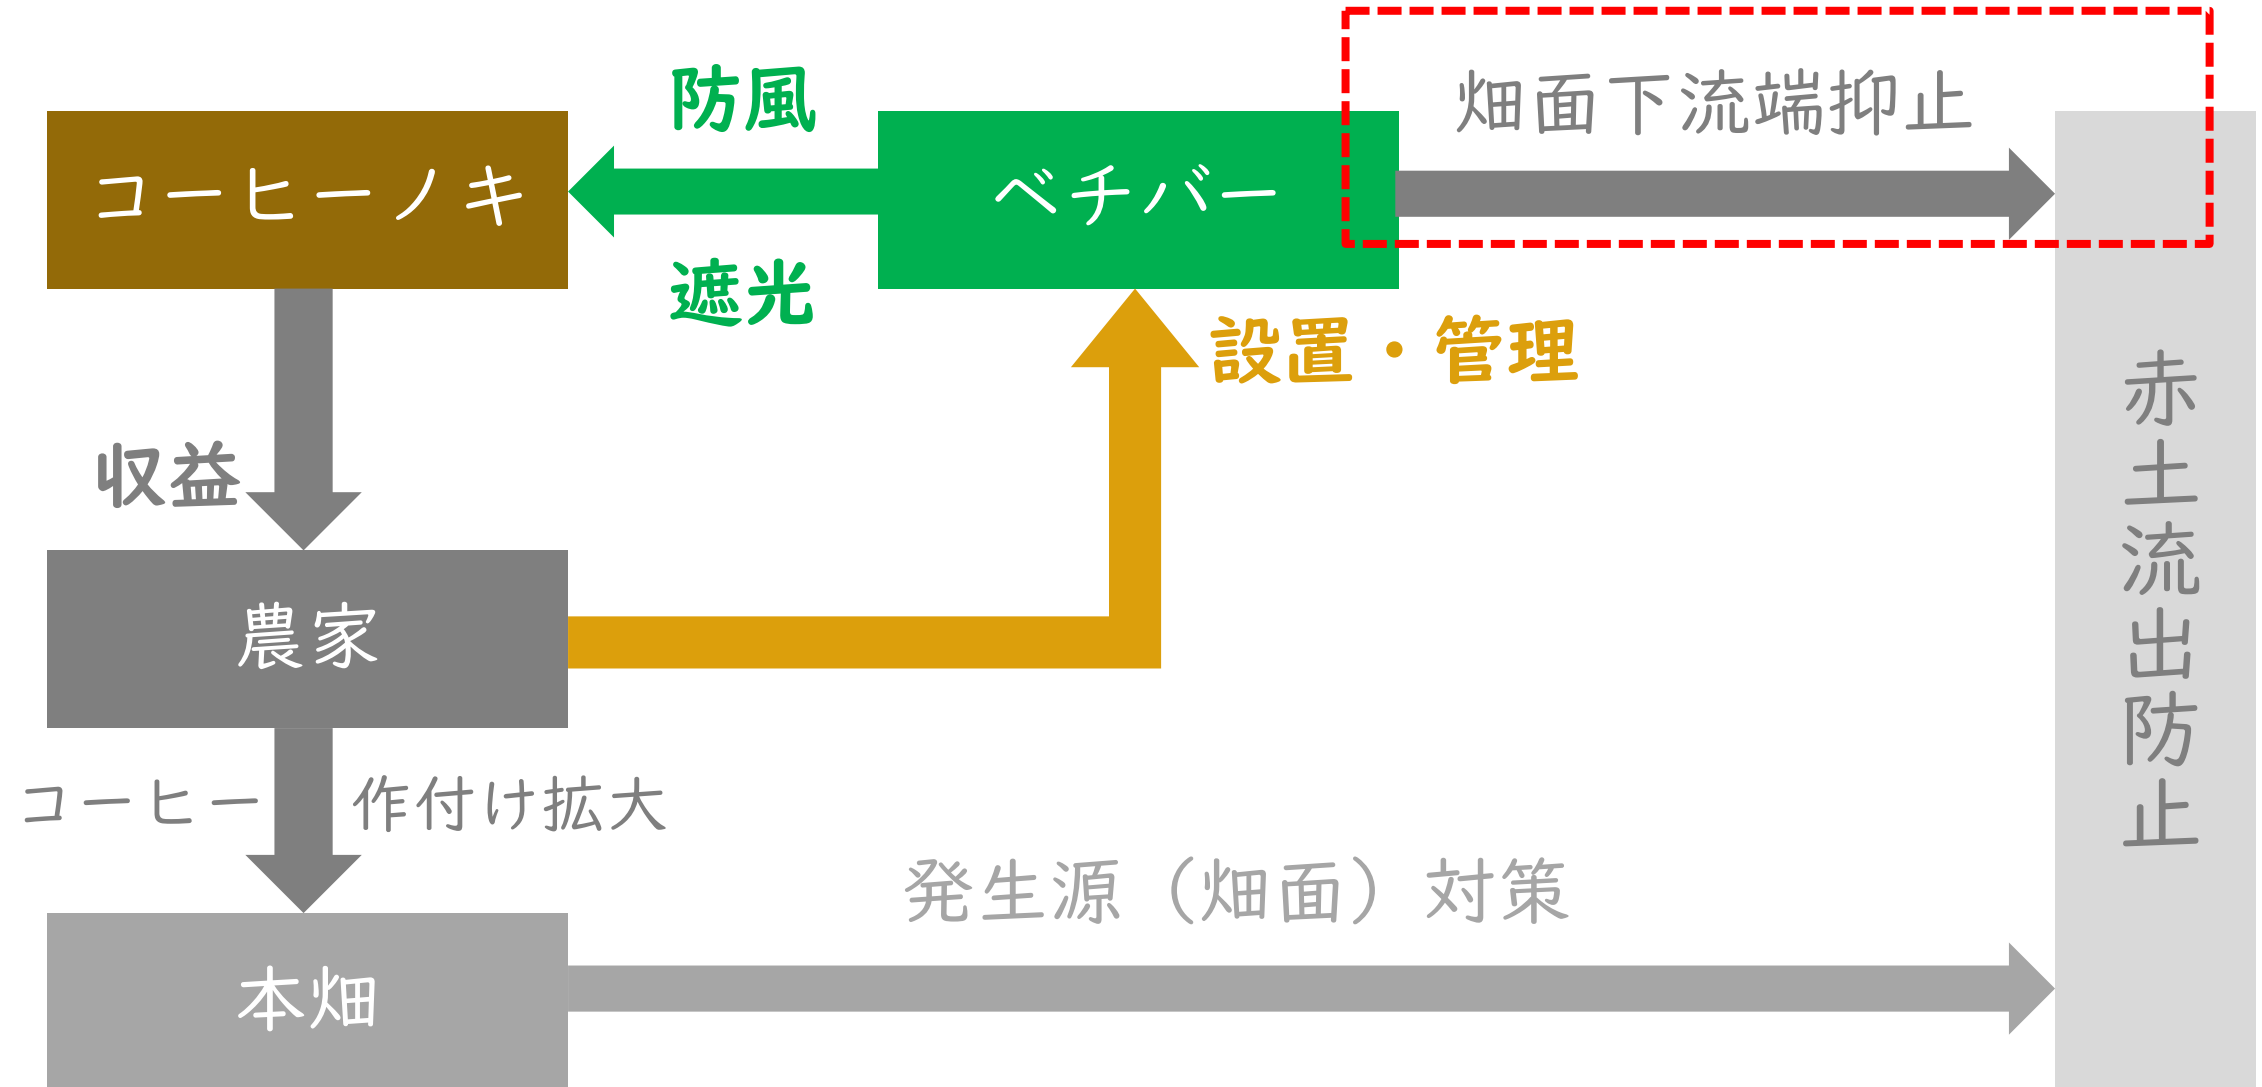 防風
畑面下流端抑止
コーヒーノキ
ベチバー
遮光
設置・管理
収益
赤土流出防止
農家
コーヒー
作付け拡大
発生源（畑面）対策
本畑